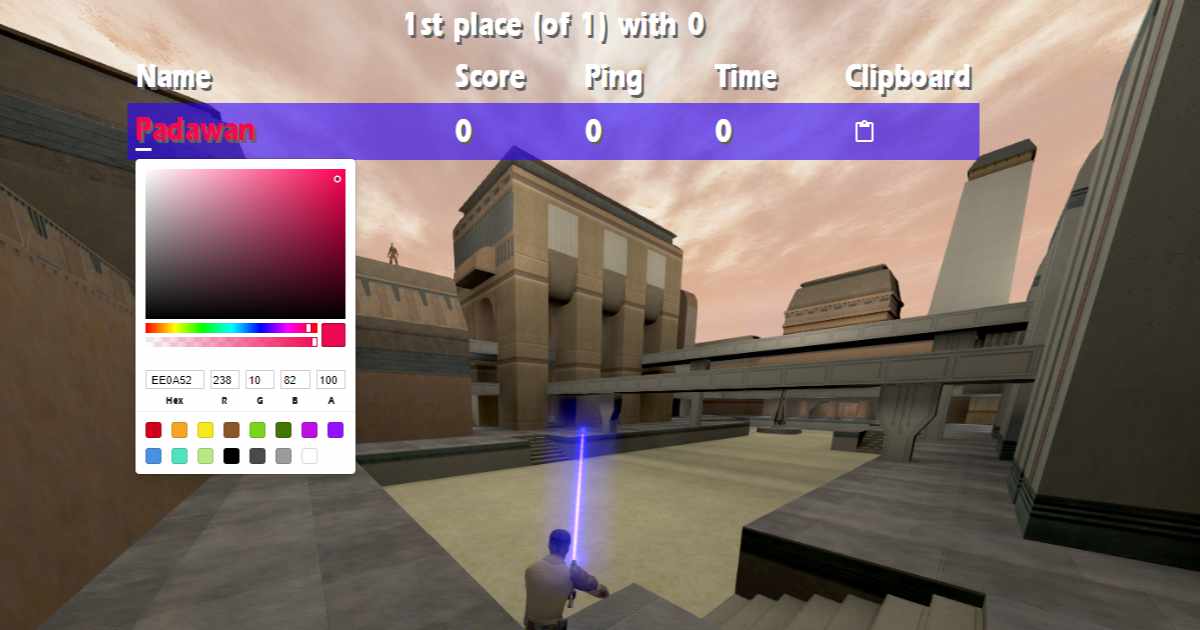 1st place (of 1) with 0
Name Score Ping Time Clipboard
Padawan 0 0 0
EE0A52 238 10 82 100
Hex R G B A